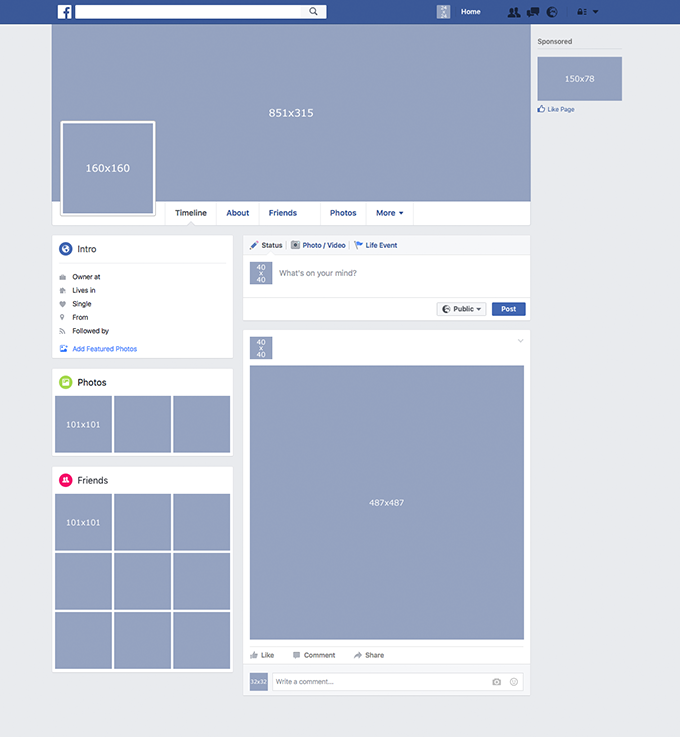 f
24
x
24
Home
Sponsored
851x315
150x78
Like Page
160x160
Timeline About Friends Photos More
Intro
Owner at
Lives in
Single
From
Followed by
Add Featured Photos
Status Photo / Video Life Event
40
x
40
What's on your mind?
Public Post
Photos
101x101
Friends
101x101
40
x
40
487x487
Like Comment Share
32x32 Write a comment....